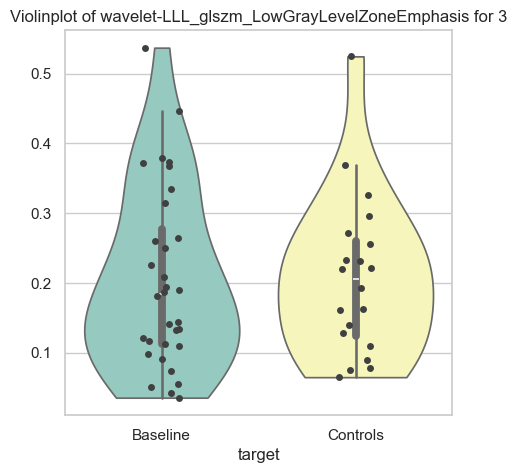 Violinplot of wavelet-LLL_glszm_LowGrayLevelZoneEmphasis for 3
0.5
0.4
0.3
0.2
0.1
Baseline Controls
target